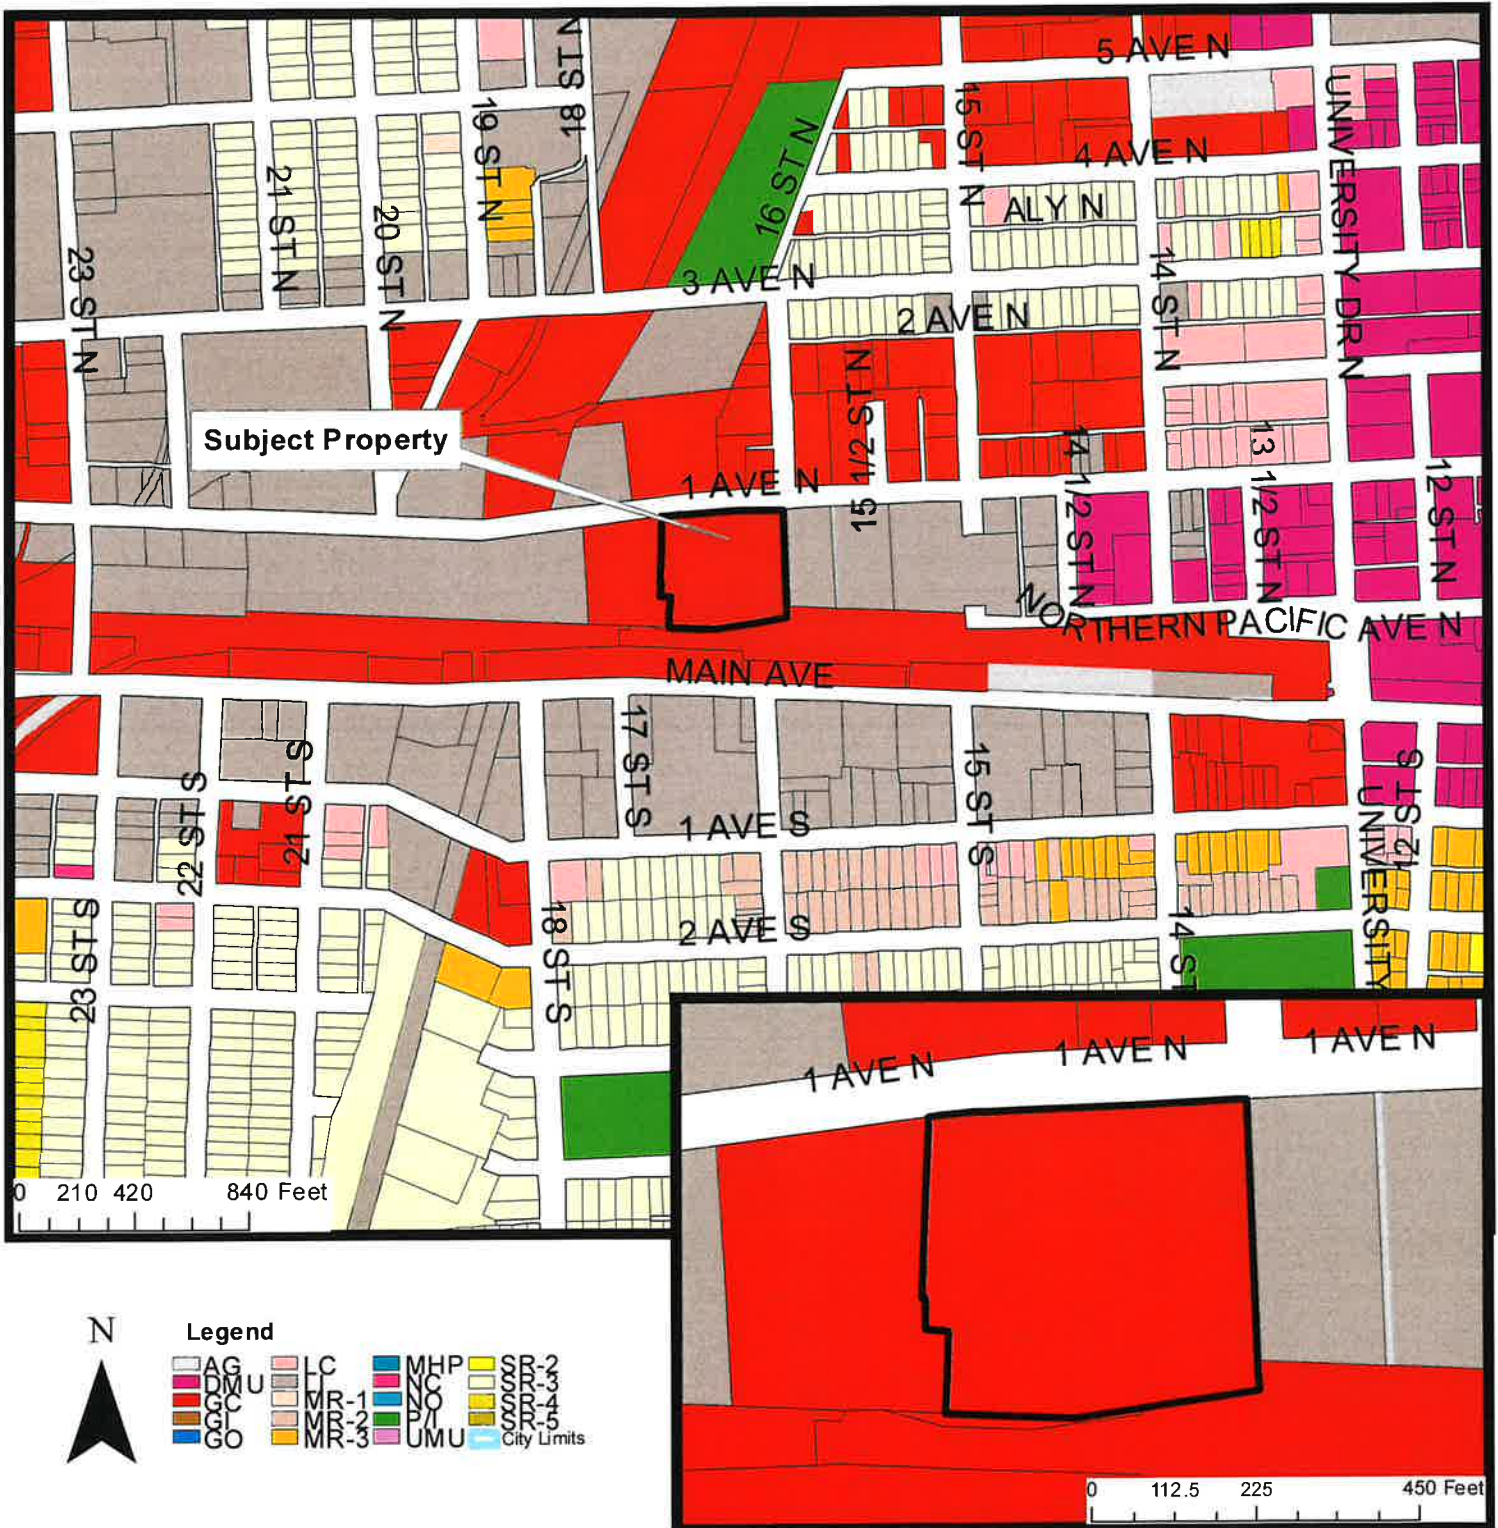 5 AVE N
18 ST N
19 ST N
15 ST N
UNIVERSITY DR N
4 AVE N
16 ST N
21 ST N
20 ST N
ALY N
23 ST N
3 AVE N
14 ST N
2 AVE N
15 1/2 ST N
Subject Property
14 1/2 ST N
13 1/2 ST N
12 ST N
1 AVE N
NORTHERN PACIFIC AVE N
MAIN AVE
17 ST S
21 ST S
15 ST S
12 ST S
22 ST S
1 AVE S
UNIVERSITY
23 ST S
18 ST S
2 AVE S
14 ST
1 AVE N
1 AVE N
1 AVE N
0 210 420 840 Feet
N
Legend
AG
DMU
GC
GI
GO
LC
LI
MR-1
MR-2
MR-3
MHP
NC
NO
P/I
UMU
SR-2
SR-3
SR-4
SR-5
City Limits
0 112.5 225 450 Feet